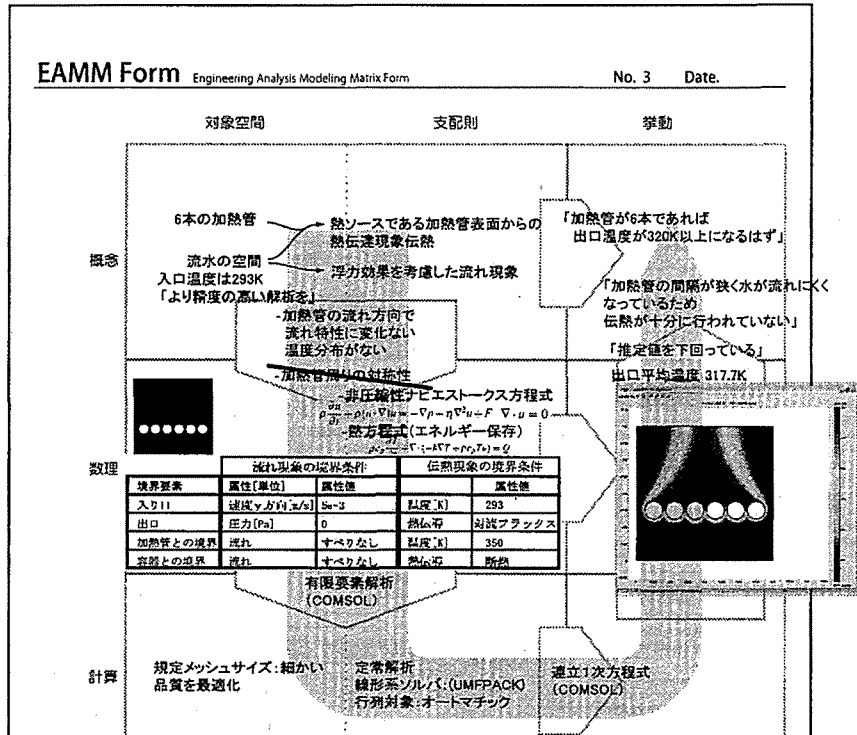 EAMM Form Engineering Analysis Modeling Matrix Form No. 3 Date.
対象空間 支配則 挙動
概念
6本の加熱管
流水の空間
入口温度は293K
「より精度の高い解析を」
熱ソースである加熱管表面からの
熱伝達現象伝熱
浮力効果を考慮した流れ現象
「加熱管が6本であれば
出口温度が320K以上になるはず」
「加熱管の間隔が狭く水が流れにくく
なっているため
伝熱が十分に行われていない」
「推定値を下回っている」
出口平均温度 317.7K
-加熱管の流れ方向で
流れ特性に変化ない
温度分布がない
-加熱管周りの対称性
数理
-非圧縮性ナビエストークス方程式
-熱方程式(エネルギー保存)
流れ現象の境界条件 伝熱現象の境界条件
境界要素 属性[単位] 属性値 属性値
入り口 速度y方向[m/s] 5e-3 温度[K] 293
出口 圧力[Pa] 0 熱伝導 対流フラックス
加熱管との境界 流れ すべりなし 温度[K] 350
容器との境界 流れ すべりなし 熱伝導 断熱
有限要素解析
(COMSOL)
計算
規定メッシュサイズ:細かい
品質を最適化
定常解析
線形系ソルバ:(UMFPACK)
行列対象:オートマチック
連立1次方程式
(COMSOL)